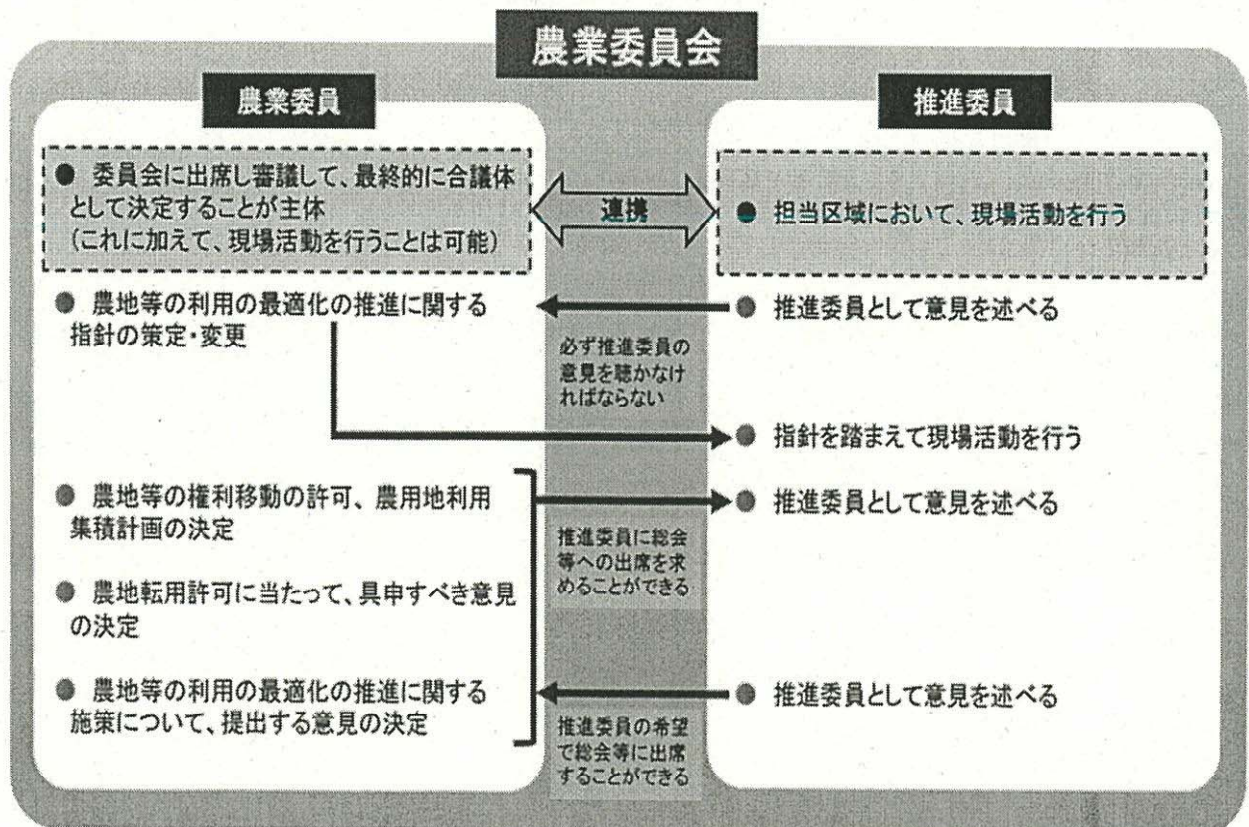 農業委員会
農業委員
● 委員会に出席し審議して、最終的に合議体
として決定することが主体
(これに加えて、現場活動を行うことは可能)
● 農地等の利用の最適化の推進に関する
指針の策定・変更
● 農地等の権利移動の許可、農用地利用
集積計画の決定
● 農地転用許可に当たって、具申すべき意見
の決定
● 農地等の利用の最適化の推進に関する
施策について、提出する意見の決定
連携
必ず推進委員の
意見を聴かなけ
ればならない
推進委員に総会
等への出席を求
めることができる
推進委員の希望
で総会等に出席
することができる
推進委員
● 担当区域において、現場活動を行う
● 推進委員として意見を述べる
● 指針を踏まえて現場活動を行う
● 推進委員として意見を述べる
● 推進委員として意見を述べる